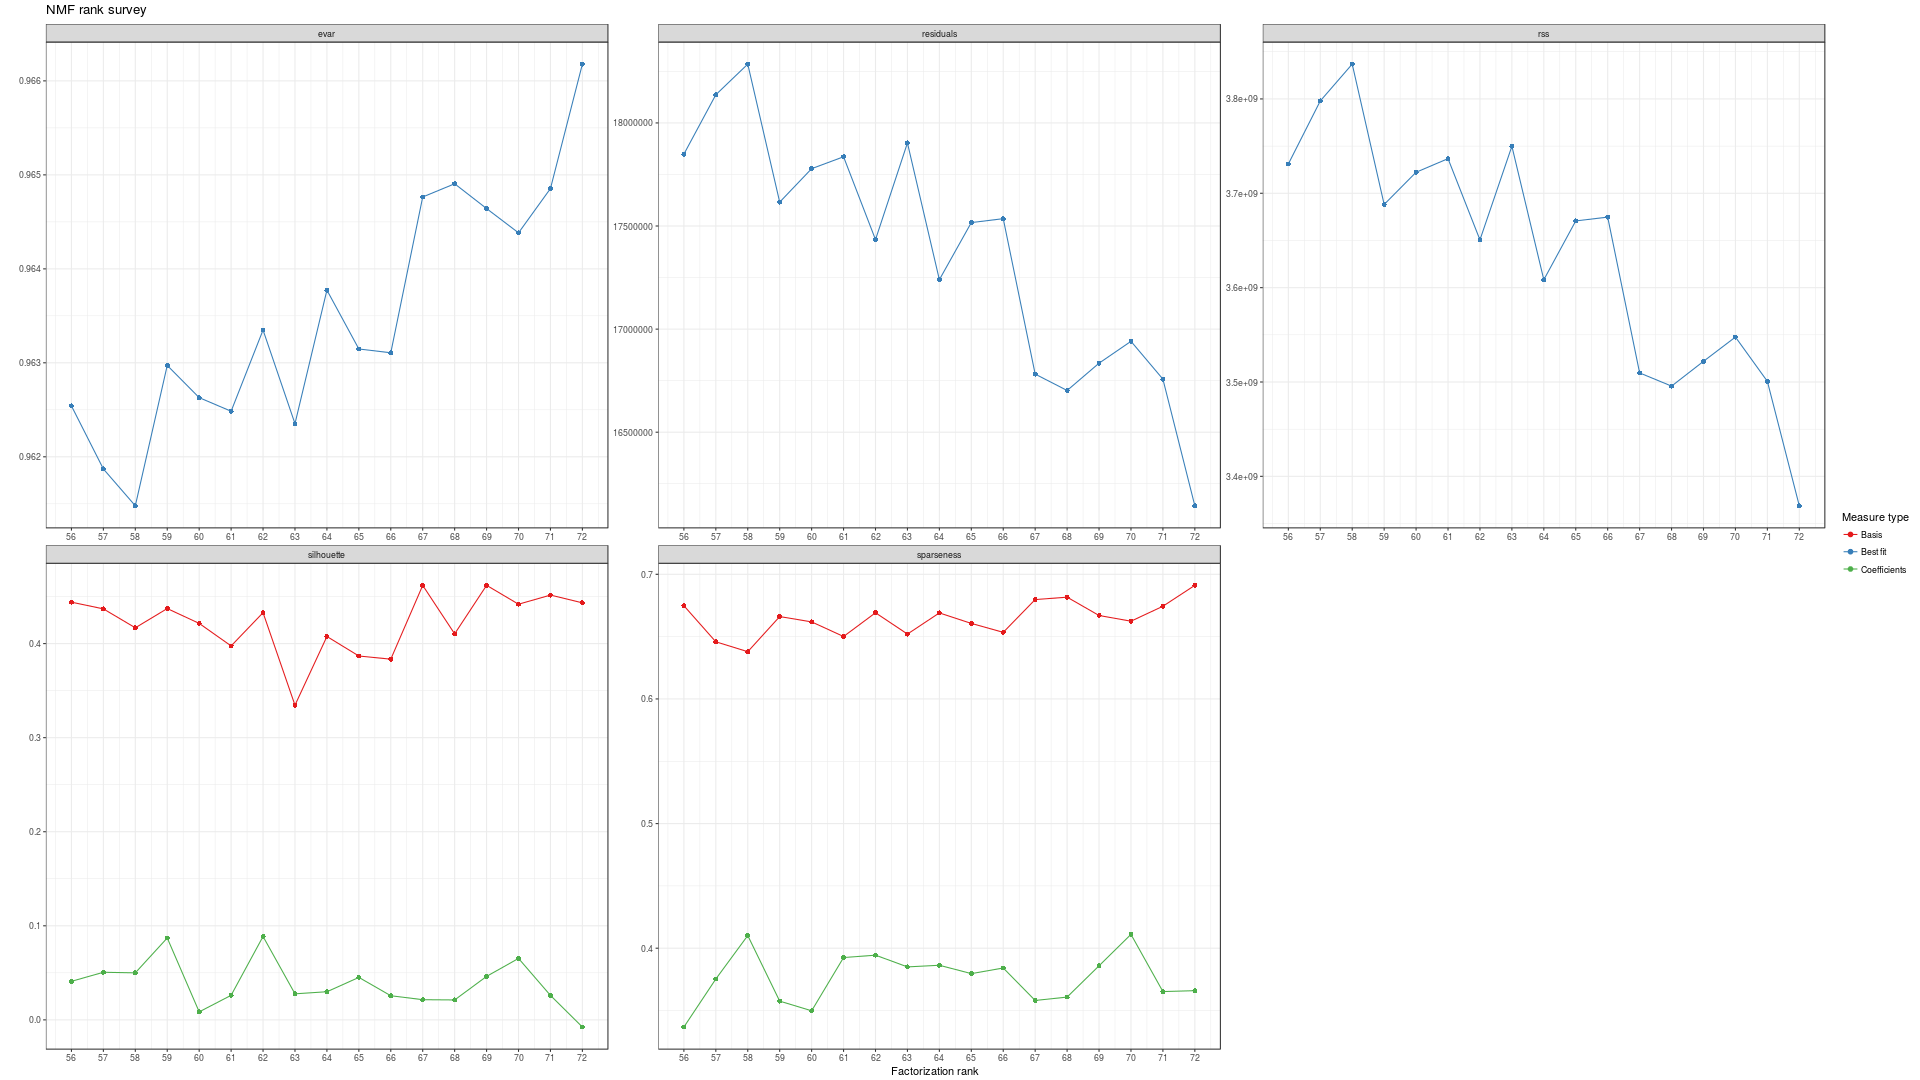 NMF rank survey
evar
residuals
rss
0.966
0.965
0.964
0.963
0.962
18000000
17500000
17000000
16500000
3.8e+09
3.7e+09
3.6e+09
3.5e+09
3.4e+09
56 57 58 59 60 61 62 63 64 65 66 67 68 69 70 71 72
56 57 58 59 60 61 62 63 64 65 66 67 68 69 70 71 72
56 57 58 59 60 61 62 63 64 65 66 67 68 69 70 71 72
silhouette
sparseness
0.4
0.3
0.2
0.1
0.0
0.7
0.6
0.5
0.4
56 57 58 59 60 61 62 63 64 65 66 67 68 69 70 71 72
56 57 58 59 60 61 62 63 64 65 66 67 68 69 70 71 72
Factorization rank
Measure type
Basis
Best fit
Coefficients